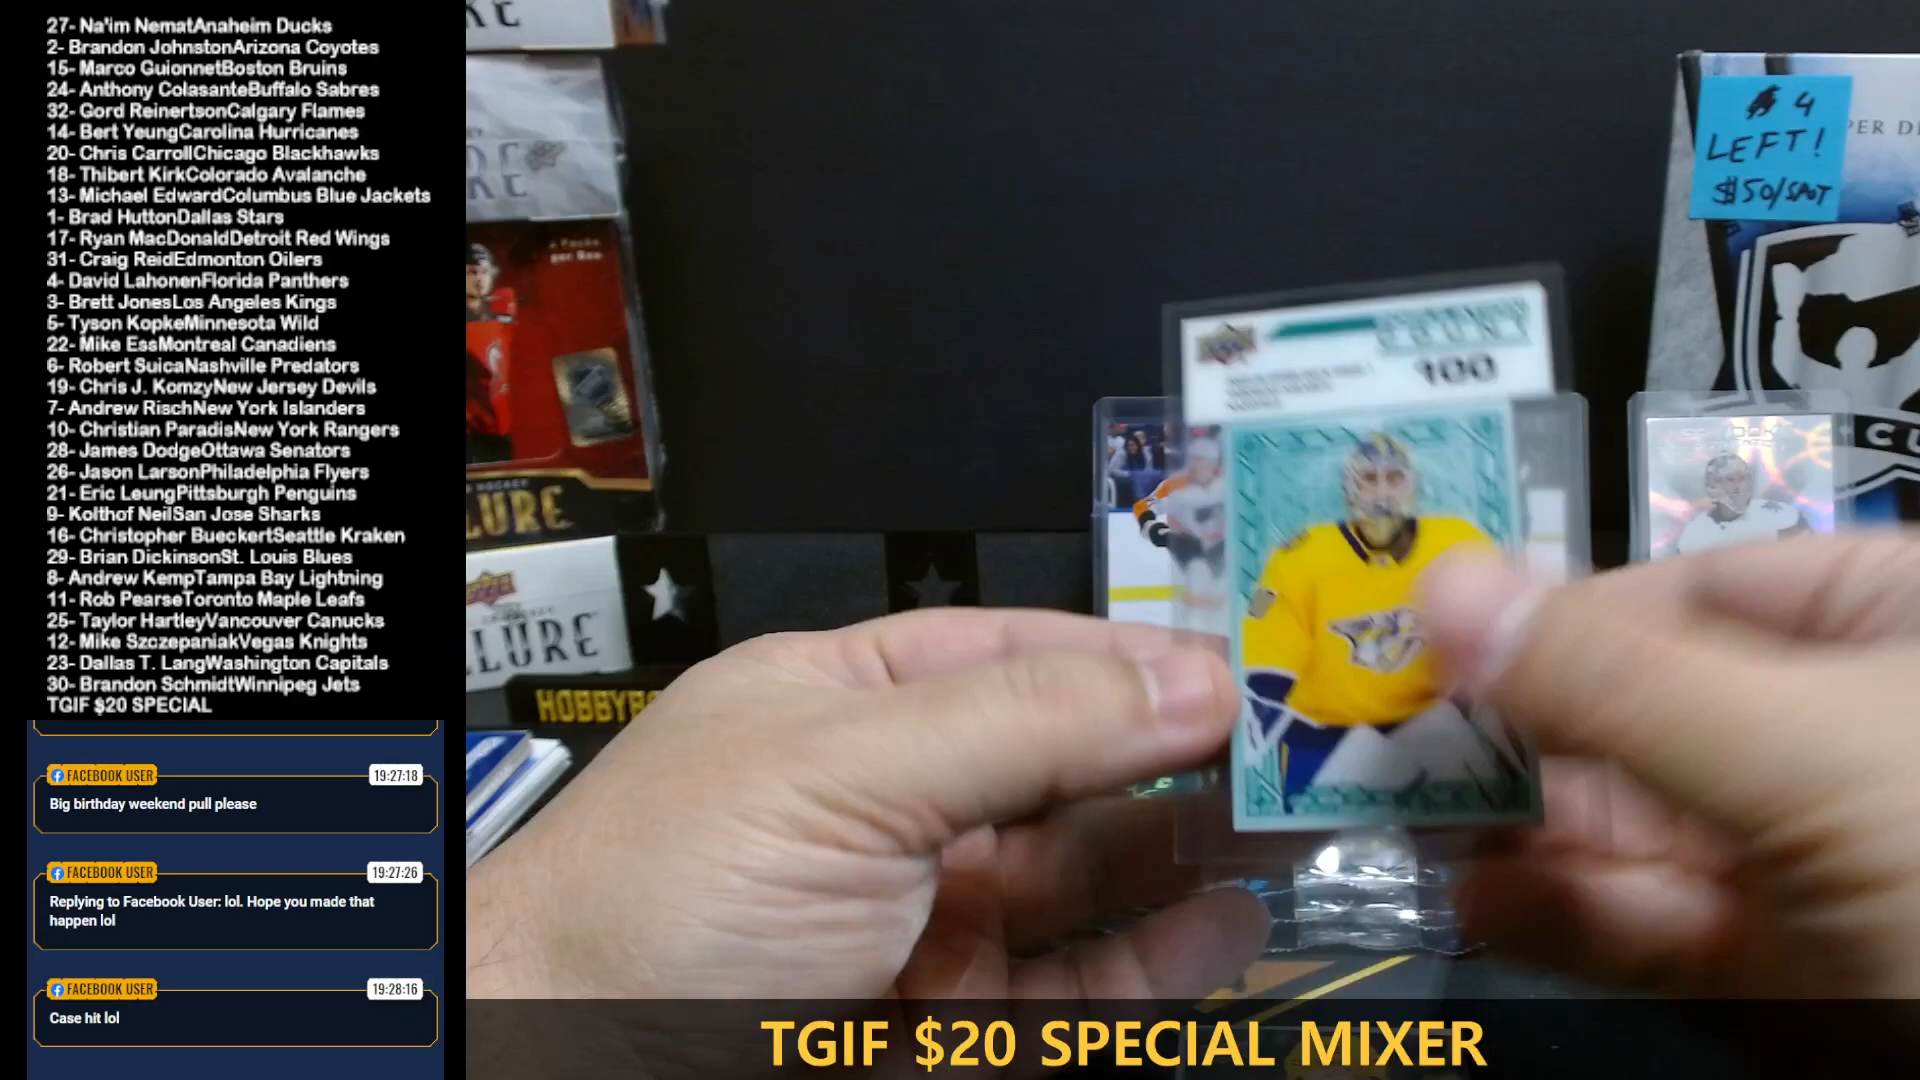 27- Na'im NematAnaheim Ducks
2- Brandon JohnstonArizona Coyotes
15- Marco GuionnetBoston Bruins
24- Anthony ColasanteBuffalo Sabres
32- Gord ReinertsonCalgary Flames
14- Bert YeungCarolina Hurricanes
20- Chris CarrollChicago Blackhawks
18- Thibert KirkColorado Avalanche
13- Michael EdwardColumbus Blue Jackets
1- Brad HuttonDallas Stars
17- Ryan MacDonaldDetroit Red Wings
31- Craig ReidEdmonton Oilers
4- David LahonenFlorida Panthers
3- Brett JonesLos Angeles Kings
5- Tyson KopkeMinnesota Wild
22- Mike EssMontreal Canadiens
6- Robert SuicaNashville Predators
19- Chris J. KomzyNew Jersey Devils
7- Andrew RischNew York Islanders
10- Christian ParadisNew York Rangers
28- James DodgeOttawa Senators
26- Jason LarsonPhiladelphia Flyers
21- Eric LeungPittsburgh Penguins
9- Kolthof NeilSan Jose Sharks
16- Christopher BueckertSeattle Kraken
29- Brian DickinsonSt. Louis Blues
8- Andrew KempTampa Bay Lightning
11- Rob PearseToronto Maple Leafs
25- Taylor HartleyVancouver Canucks
12- Mike SzczepaniakVegas Knights
23- Dallas T. LangWashington Capitals
30- Brandon SchmidtWinnipeg Jets
TGIF $20 SPECIAL
FACEBOOK USER 19:27:18
Big birthday weekend pull please
FACEBOOK USER 19:27:26
Replying to Facebook User: lol. Hope you made that
happen lol
FACEBOOK USER 19:28:16
Case hit lol
4
LEFT!
$50/SPOT
PER D
100
CU
LURE
LLURE
HOBBYB
TGIF $20 SPECIAL MIXER